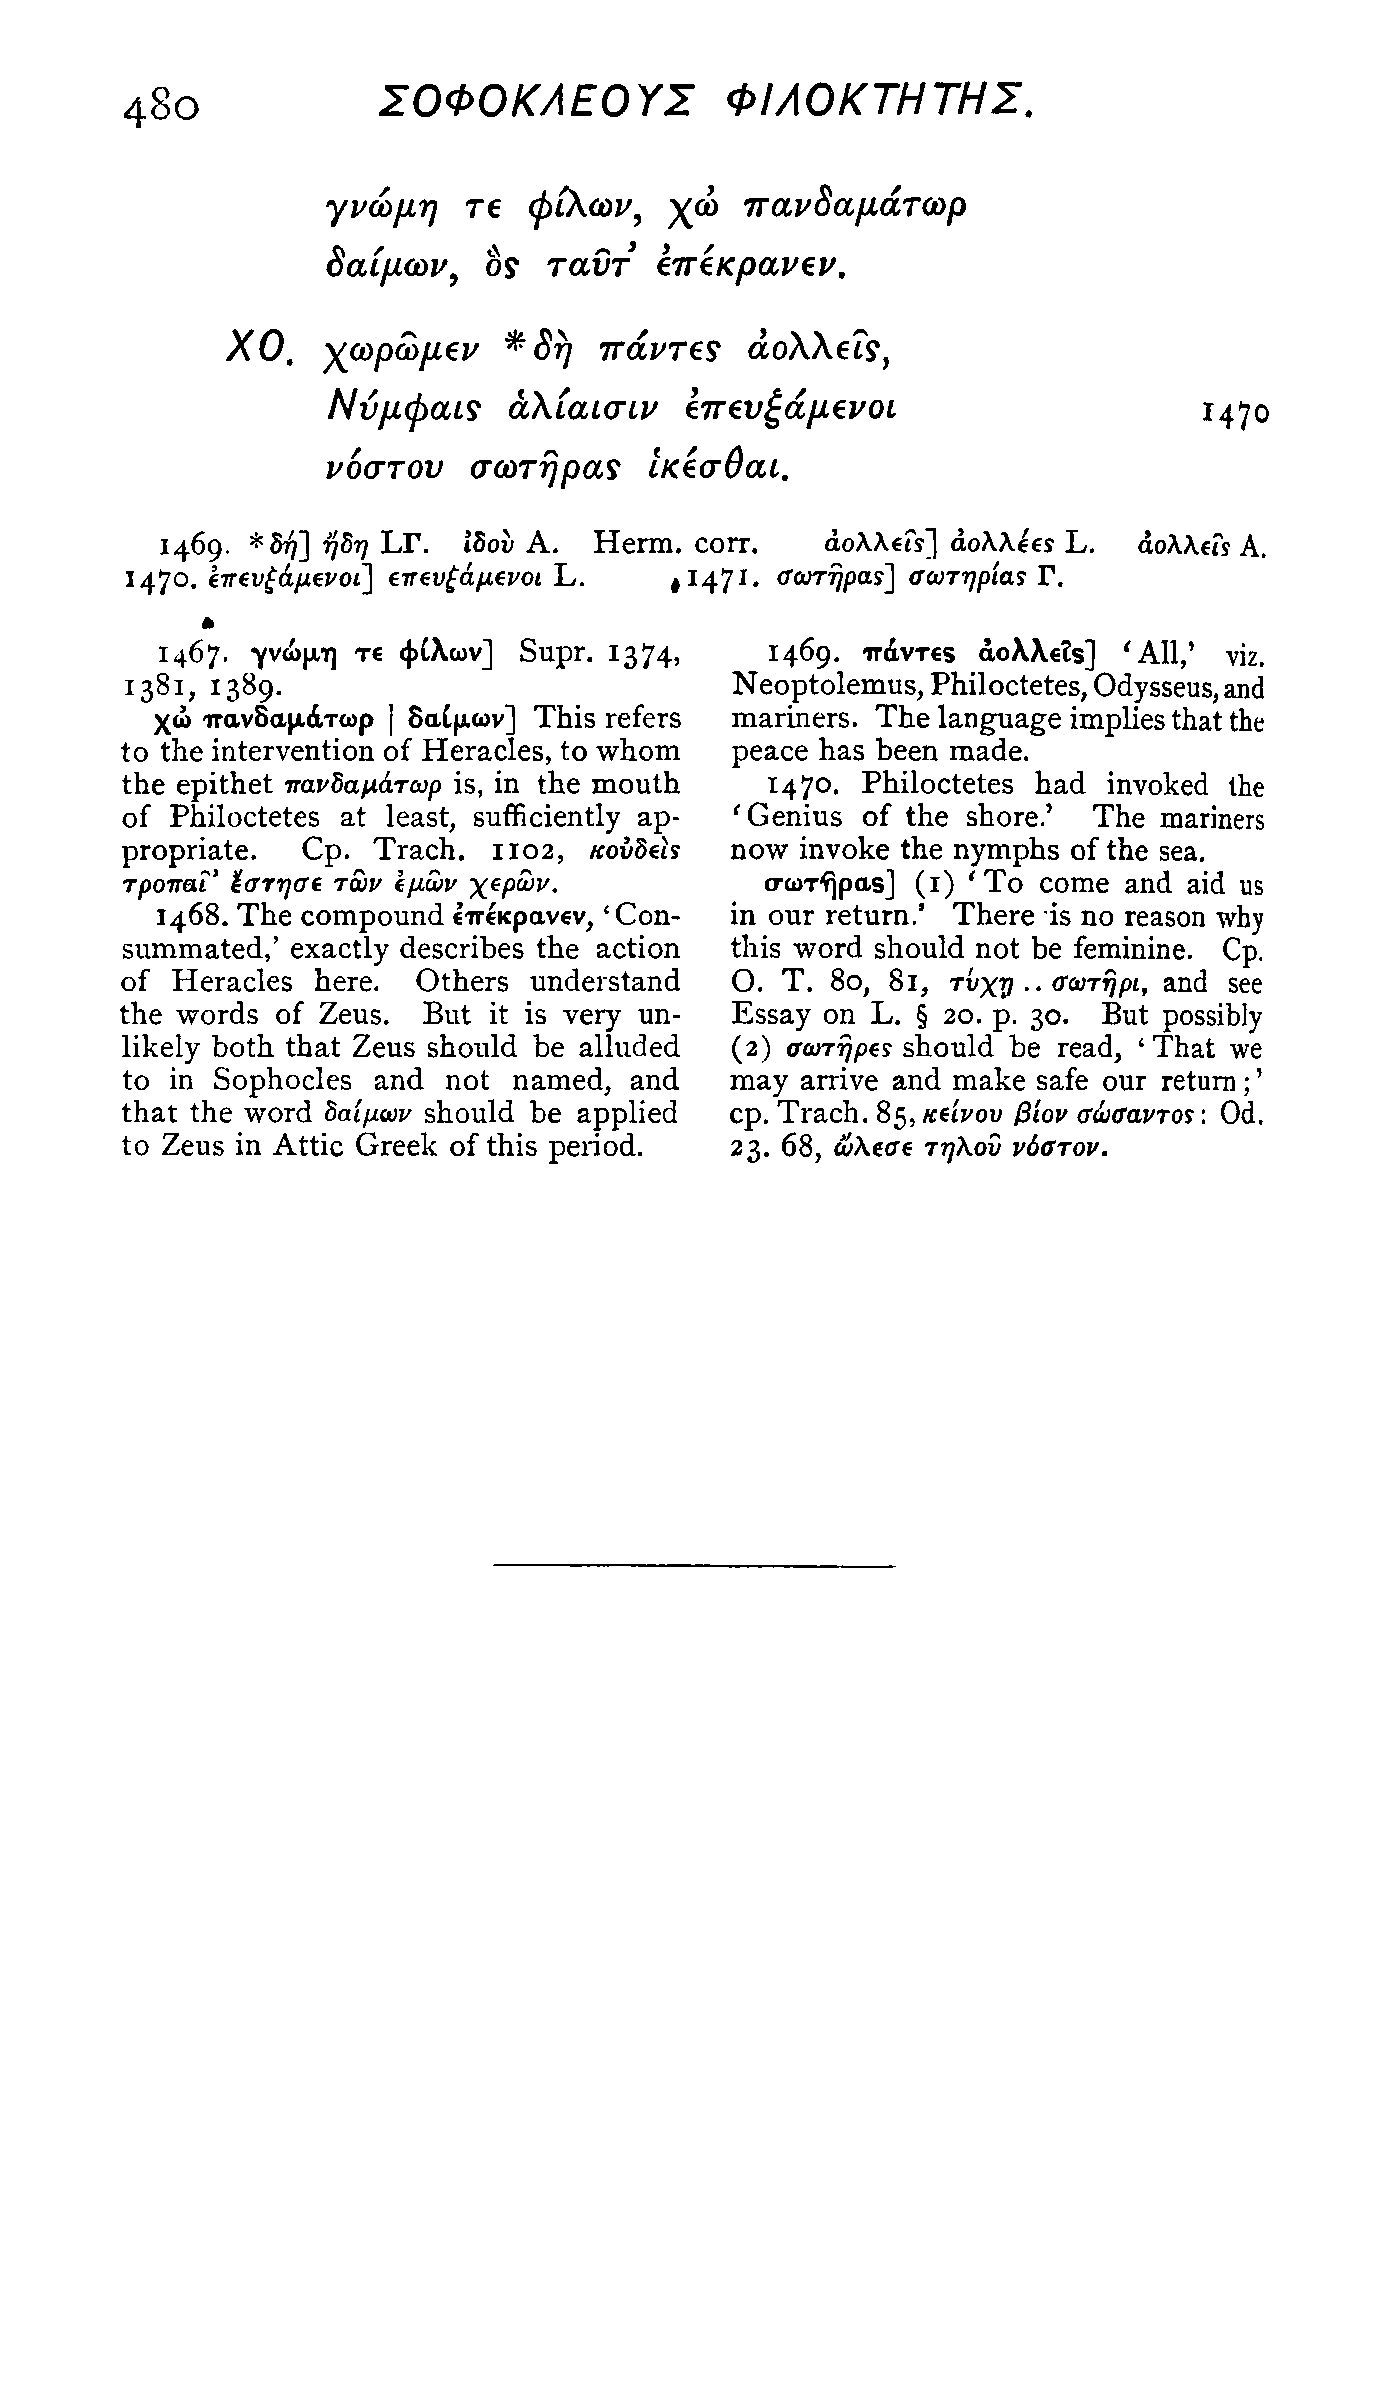 480 ΣΟΦΟΚΛΕΟΥΣ ΦΙΛΟΚΤΗΤΗΣ.
γνώμη τε φίλων, χὠ πανδαμάτωρ
δαίμων, ὃς ταῦτ’ ἐπέκρανεν.
ΧΟ. χωρῶμεν *δὴ πάντες ἀολλεῖς,
Νύμφαις ἁλίαισιν ἐπευξάμενοι 1470
νόστου σωτῆρας ἱκέσθαι.
1469. *δή] ἤδη LΓ. ἰδοὺ A. Herm. corr. ἀολλεῖς] ἀολλέες L. ἀολλεῖς A.
1470. ἐπευξάμενοι] επευξάμενοι L. 1471. σωτῆρας] σωτηρίας Γ.
1467. γνώμη τε φίλων] Supr. 1374,
1381, 1389.
χὠ πανδαμάτωρ | δαίμων] This refers
to the intervention of Heracles, to whom
the epithet πανδαμάτωρ is, in the mouth
of Philoctetes at least, sufficiently ap-
propriate. Cp. Trach. 1102, κοὐδεὶς
τροπαῖ’ ἔστησε τῶν ἐμῶν χερῶν.
1468. The compound ἐπέκρανεν, ‘Con-
summated,’ exactly describes the action
of Heracles here. Others understand
the words of Zeus. But it is very un-
likely both that Zeus should be alluded
to in Sophocles and not named, and
that the word δαίμων should be applied
to Zeus in Attic Greek of this period.
1469. πάντες ἀολλεῖς] ‘All,’ viz.
Neoptolemus, Philoctetes, Odysseus, and
mariners. The language implies that the
peace has been made.
1470. Philoctetes had invoked the
‘Genius of the shore.’ The mariners
now invoke the nymphs of the sea.
σωτῆρας] (1) ‘To come and aid us
in our return.’ There is no reason why
this word should not be feminine. Cp.
O. T. 80, 81, τύχῃ .. σωτῆρι, and see
Essay on L. § 20. p. 30. But possibly
(2) σωτῆρες should be read, ‘That we
may arrive and make safe our return;’
cp. Trach. 85, κείνου βίον σώσαντος: Od.
23. 68, ὤλεσε τηλοῦ νόστον.